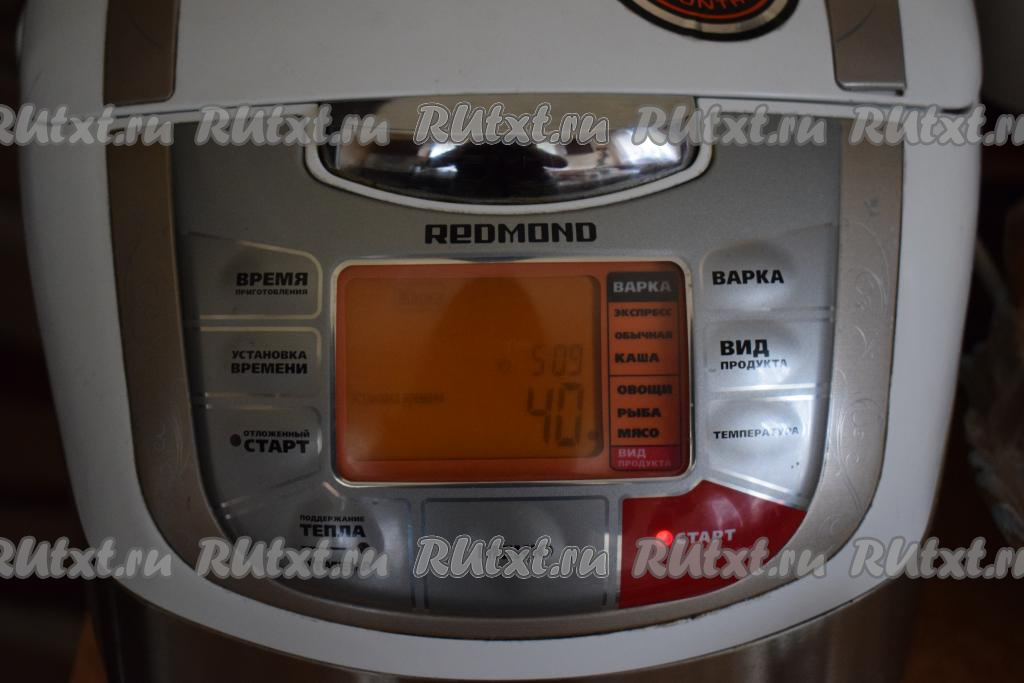 RUtxt.ru RUtxt.ru RUtxt.ru RUtxt.ru RUtxt.ru
REDMOND
ВРЕМЯ
ПРИГОТОВЛЕНИЯ
УСТАНОВКА
ВРЕМЕНИ
ОТЛОЖЕННЫЙ
СТАРТ
ПОДДЕРЖАНИЕ
ТЕПЛА
5:09
40
ВАРКА
ЭКСПРЕСС
ОБЫЧНАЯ
КАША
ОВОЩИ
РЫБА
МЯСО
ВИД
ПРОДУКТА
ВАРКА
ВИД
ПРОДУКТА
ТЕМПЕРАТУРА
СТАРТ
RUtxt.ru RUtxt.ru RUtxt.ru RUtxt.ru RUtxt.ru